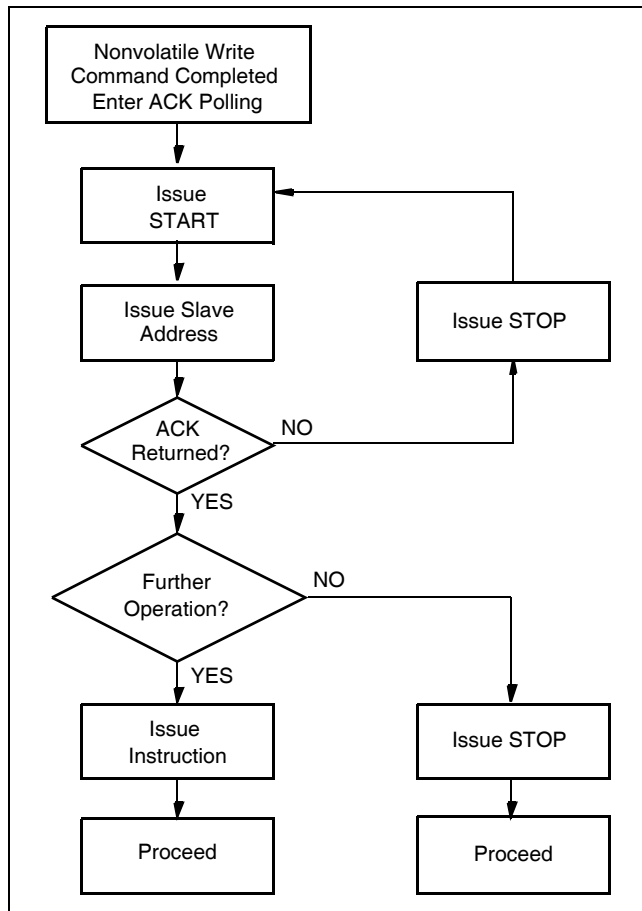 Nonvolatile Write
Command Completed
Enter ACK Polling
Issue
START
Issue Slave
Address
Issue STOP
ACK
Returned?
NO
YES
Further
Operation?
NO
YES
Issue
Instruction
Issue STOP
Proceed
Proceed